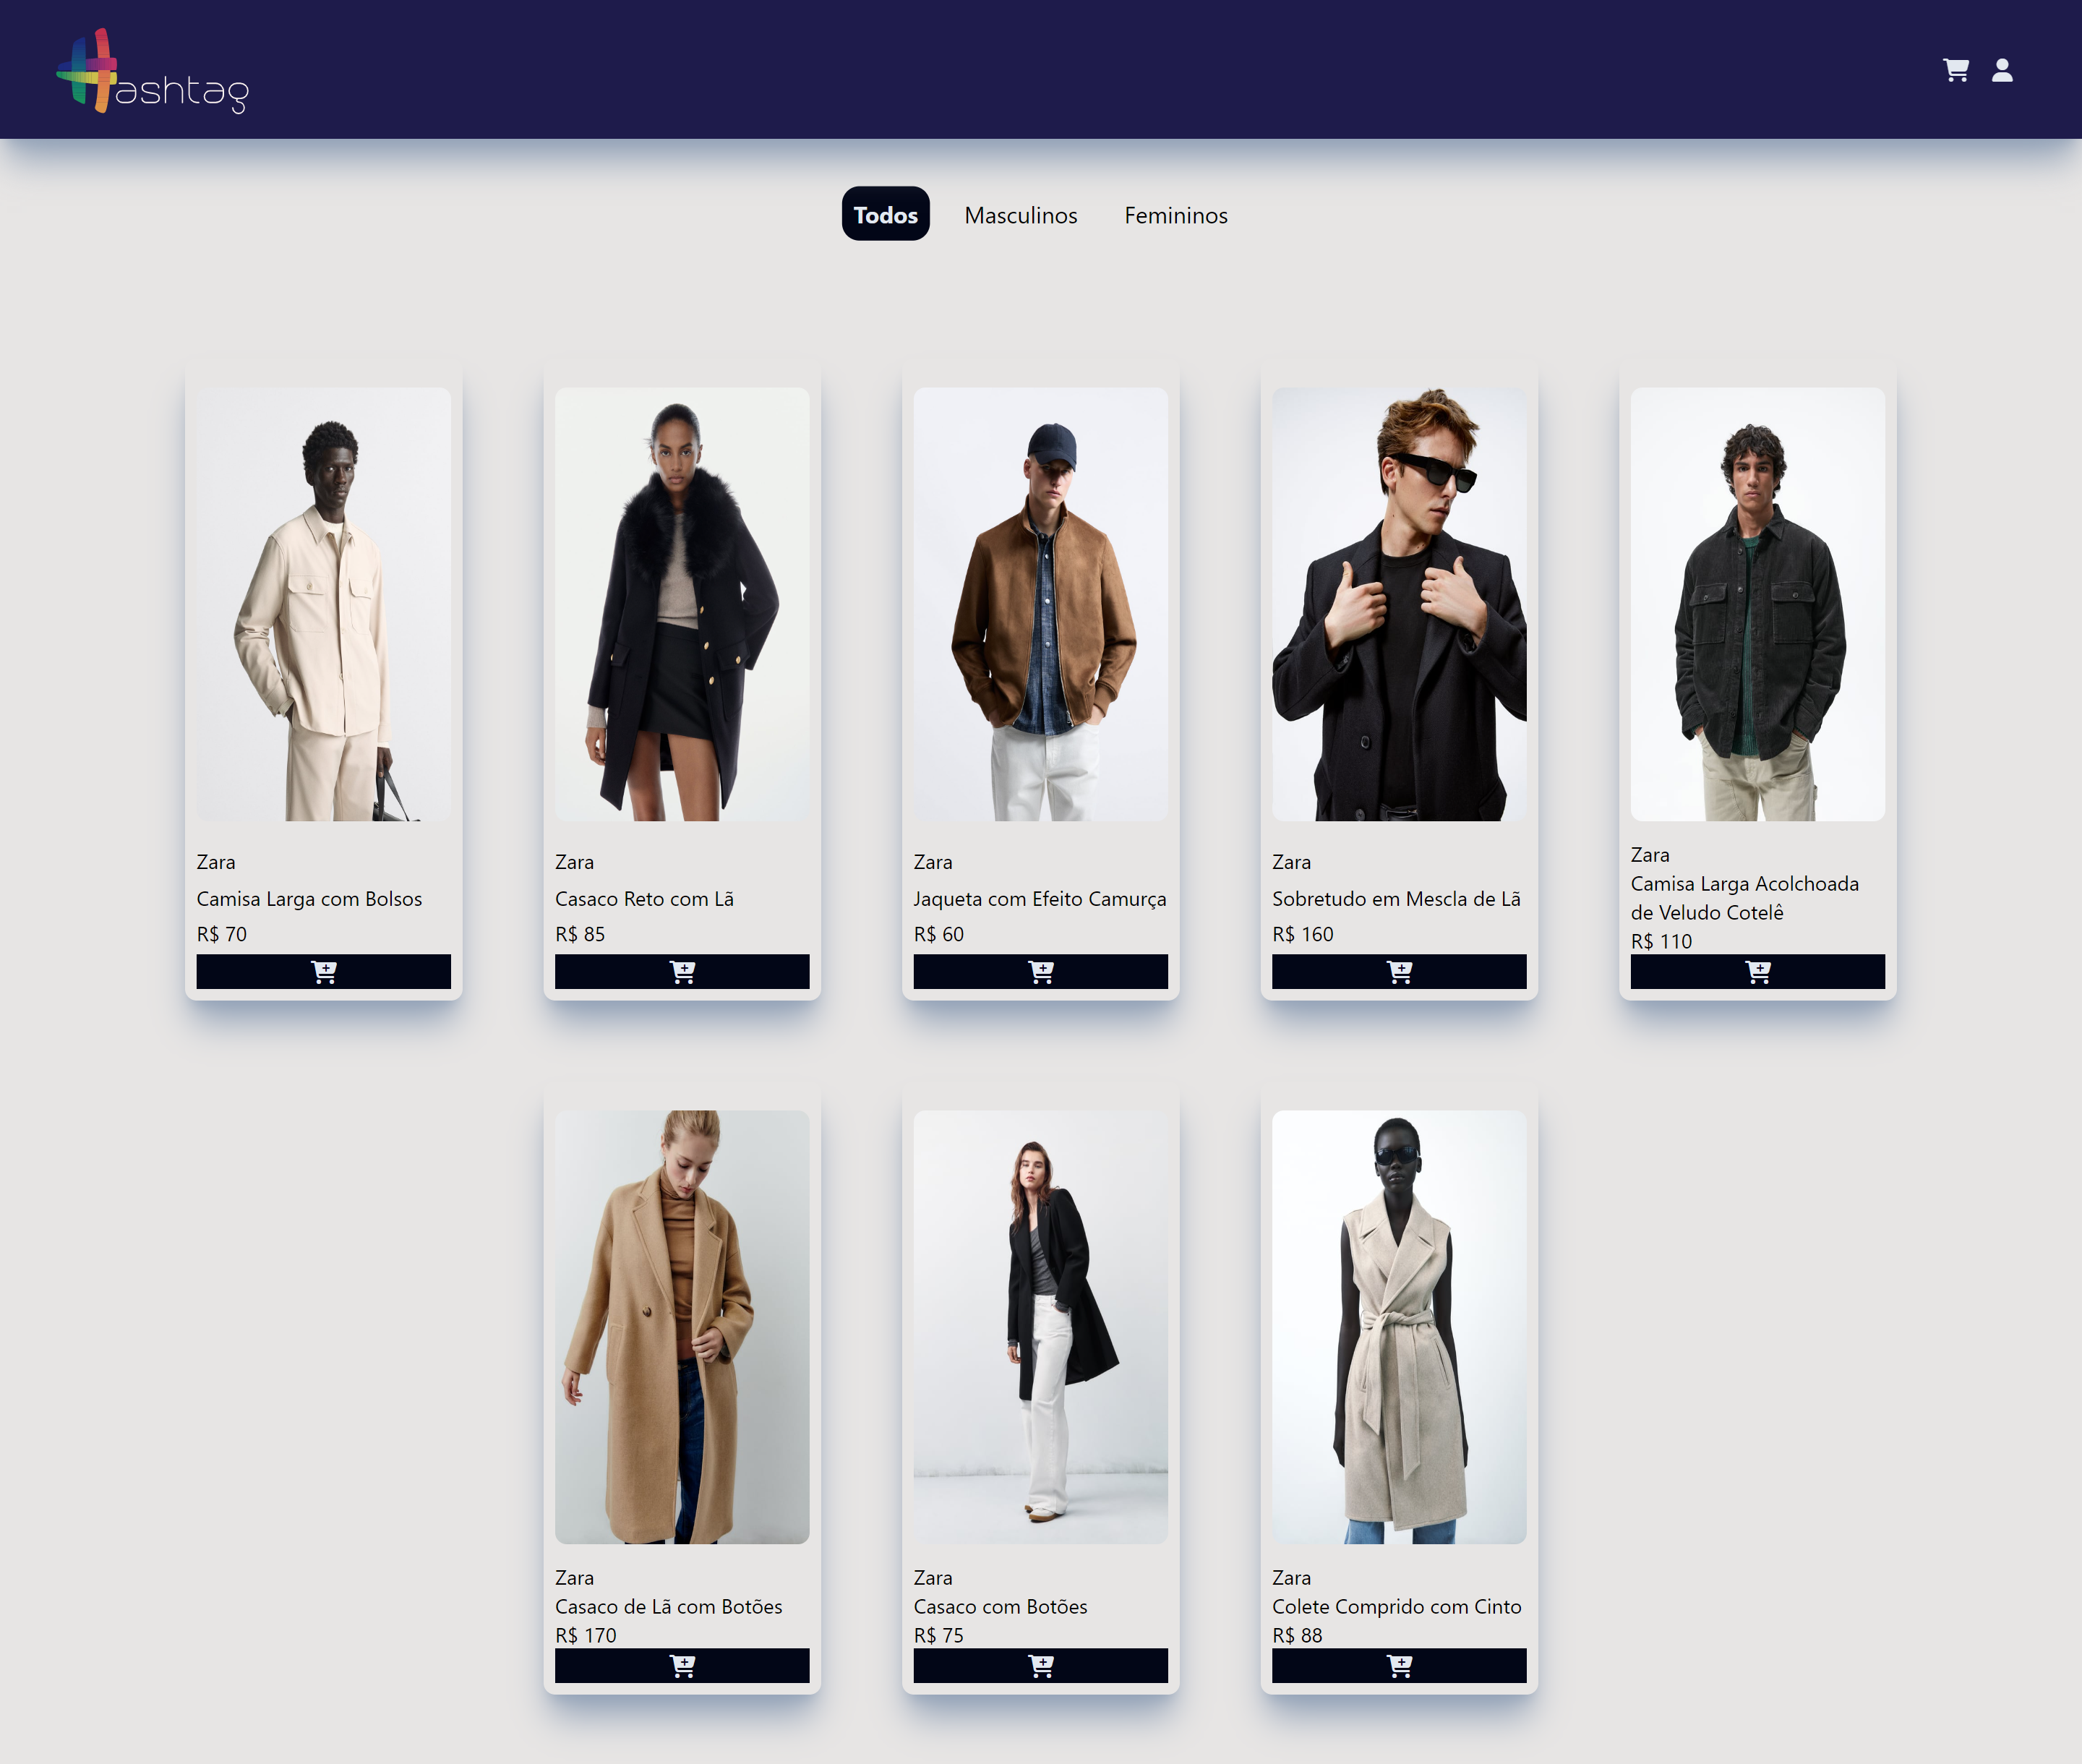 Hashtag
Todos
Masculinos
Femininos
Zara
Camisa Larga com Bolsos
R$ 70
Zara
Casaco Reto com Lã
R$ 85
Zara
Jaqueta com Efeito Camurça
R$ 60
Zara
Sobretudo em Mescla de Lã
R$ 160
Zara
Camisa Larga Acolchoada
de Veludo Cotelê
R$ 110
Zara
Casaco de Lã com Botões
R$ 170
Zara
Casaco com Botões
R$ 75
Zara
Colete Comprido com Cinto
R$ 88